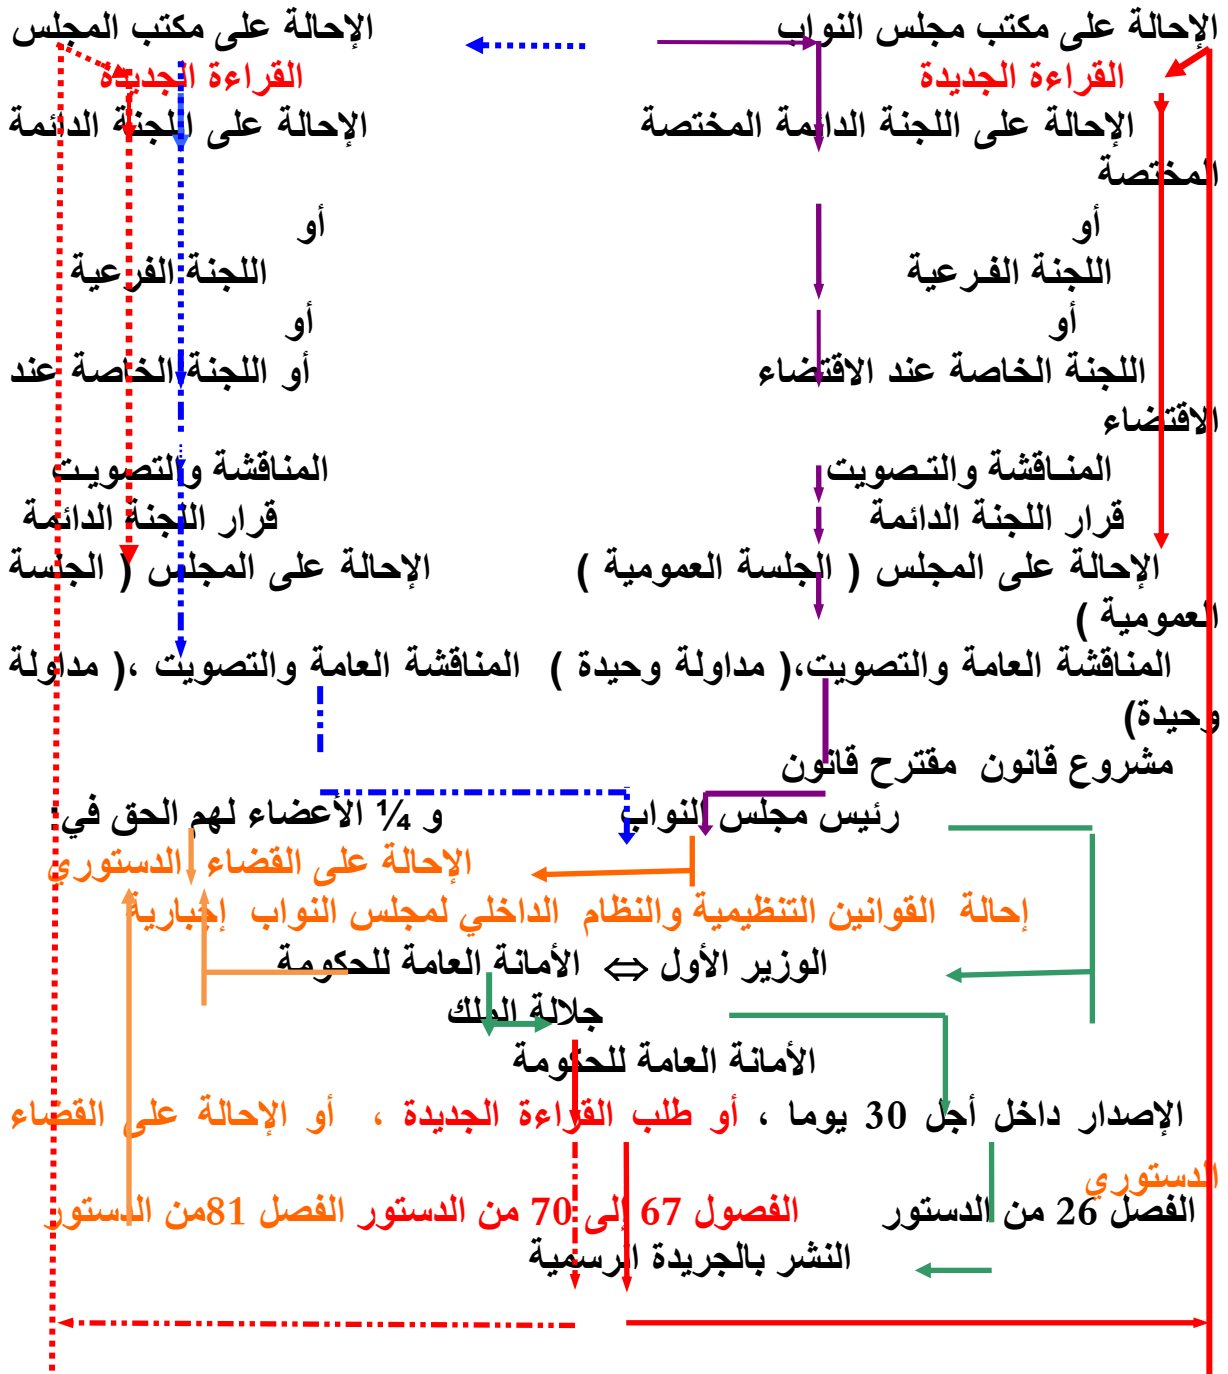 الإحالة على مكتب مجلس النواب الإحالة على مكتب المجلس
القراءة الجديدة القراءة الجديدة
الإحالة على اللجنة الدائمة المختصة الإحالة على اللجنة الدائمة
المختصة
أو أو
اللجنة الفرعية اللجنة الفرعية
أو أو
اللجنة الخاصة عند الاقتضاء أو اللجنة الخاصة عند
الاقتضاء
المناقشة والتصويت المناقشة والتصويت
قرار اللجنة الدائمة قرار اللجنة الدائمة
الإحالة على المجلس ( الجلسة العمومية ) الإحالة على المجلس ( الجلسة
العمومية )
المناقشة العامة والتصويت،( مداولة وحيدة ) المناقشة العامة والتصويت ،( مداولة
وحيدة)
مشروع قانون مقترح قانون
رئيس مجلس النواب و ¼ الأعضاء لهم الحق في:
الإحالة على القضاء الدستوري
إحالة القوانين التنظيمية والنظام الداخلي لمجلس النواب إجبارية
الوزير الأول ⇔ الأمانة العامة للحكومة
جلالة الملك
الأمانة العامة للحكومة
الإصدار داخل أجل 30 يوما ، أو طلب القراءة الجديدة ، أو الإحالة على القضاء
الدستوري
الفصل 26 من الدستور الفصول 67 إلى 70 من الدستور الفصل 81من الدستور
النشر بالجريدة الرسمية